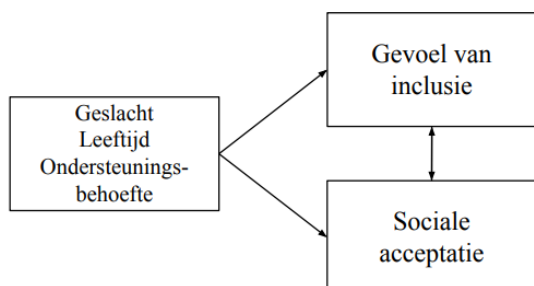 Geslacht
Leeftijd
Ondersteunings-
behoefte
Gevoel van
inclusie
Sociale
acceptatie